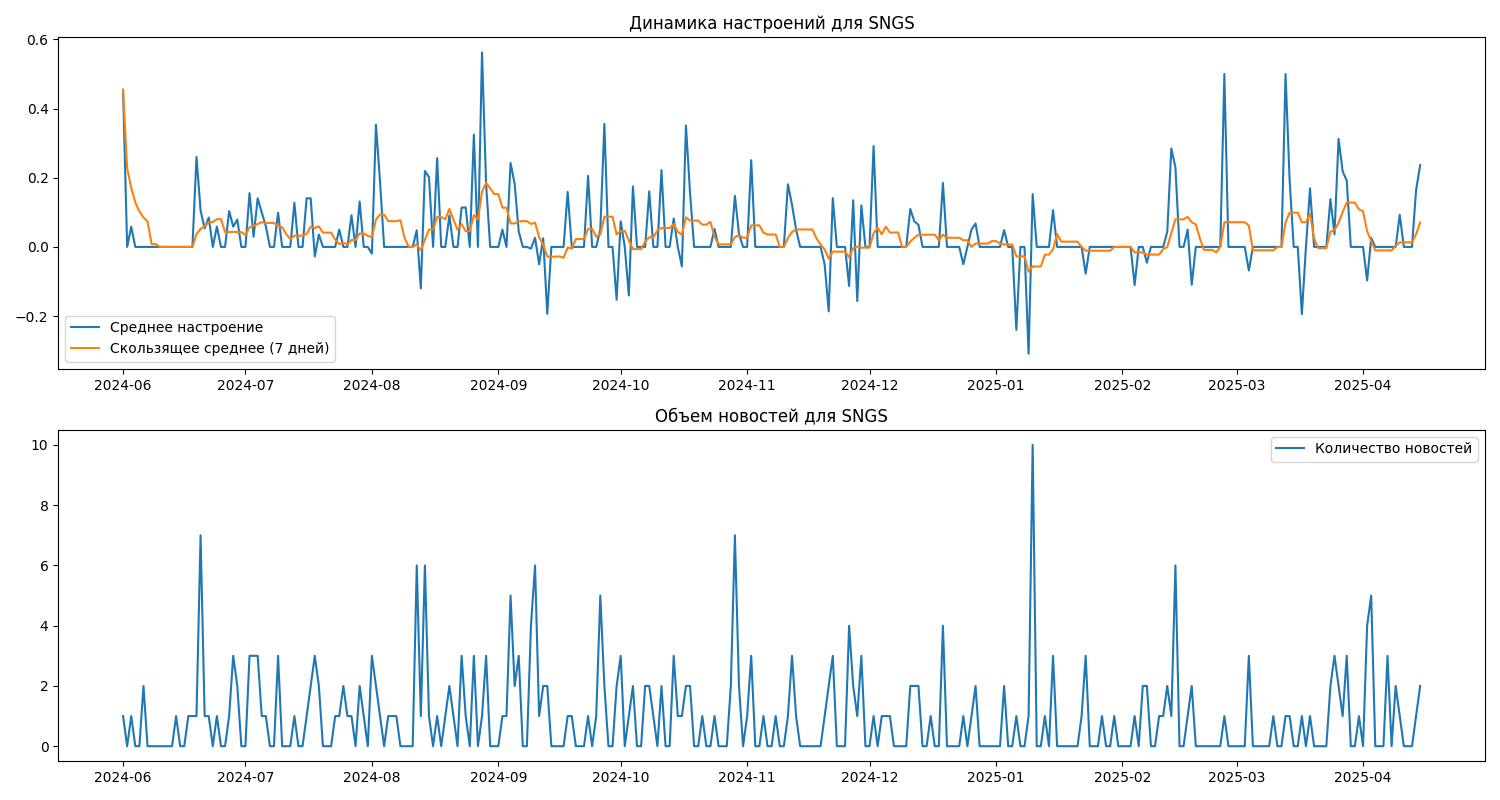 Динамика настроений для SNGS
0.6
0.4
0.2
0.0
−0.2
Среднее настроение
Скользящее среднее (7 дней)
2024-06 2024-07 2024-08 2024-09 2024-10 2024-11 2024-12 2025-01 2025-02 2025-03 2025-04
Объем новостей для SNGS
10
8
6
4
2
0
Количество новостей
2024-06 2024-07 2024-08 2024-09 2024-10 2024-11 2024-12 2025-01 2025-02 2025-03 2025-04